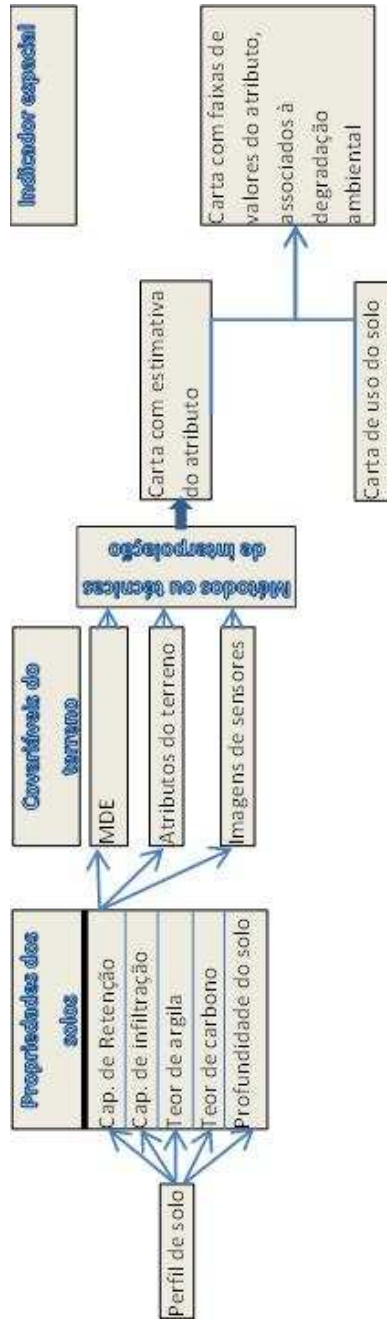 Perfil de solo
Propriedades dos
solos
Cap. de Retenção
Cap. de infiltração
Teor de argila
Teor de carbono
Profundidade do solo
Covariáveis do
terreno
MDE
Atributos do terreno
Imagens de sensores
Métodos ou técnicas
de interpolação
Carta com estimativa
do atributo
Carta de uso do solo
Indicador espacial
Carta com faixas de
valores do atributo,
associados à
degradação
ambiental